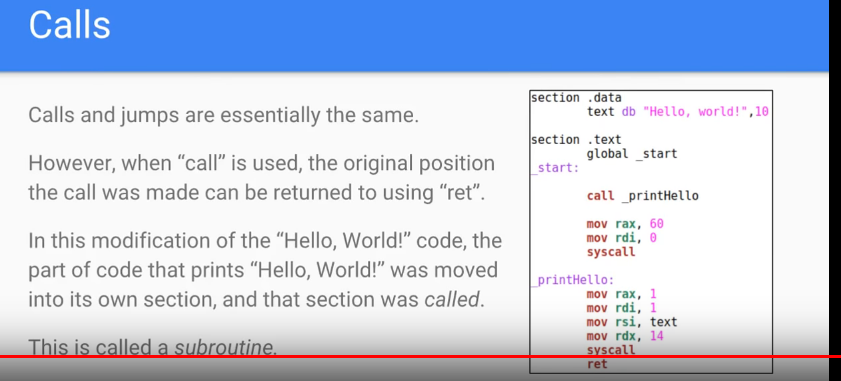 Calls
Calls and jumps are essentially the same.
However, when “call” is used, the original position
the call was made can be returned to using “ret”.
In this modification of the “Hello, World!” code, the
part of code that prints “Hello, World!” was moved
into its own section, and that section was called.
This is called a subroutine.
section .data
text db "Hello, world!",10
section .text
global _start
_start:
call _printHello
mov rax, 60
mov rdi, 0
syscall
_printHello:
mov rax, 1
mov rdi, 1
mov rsi, text
mov rdx, 14
syscall
ret